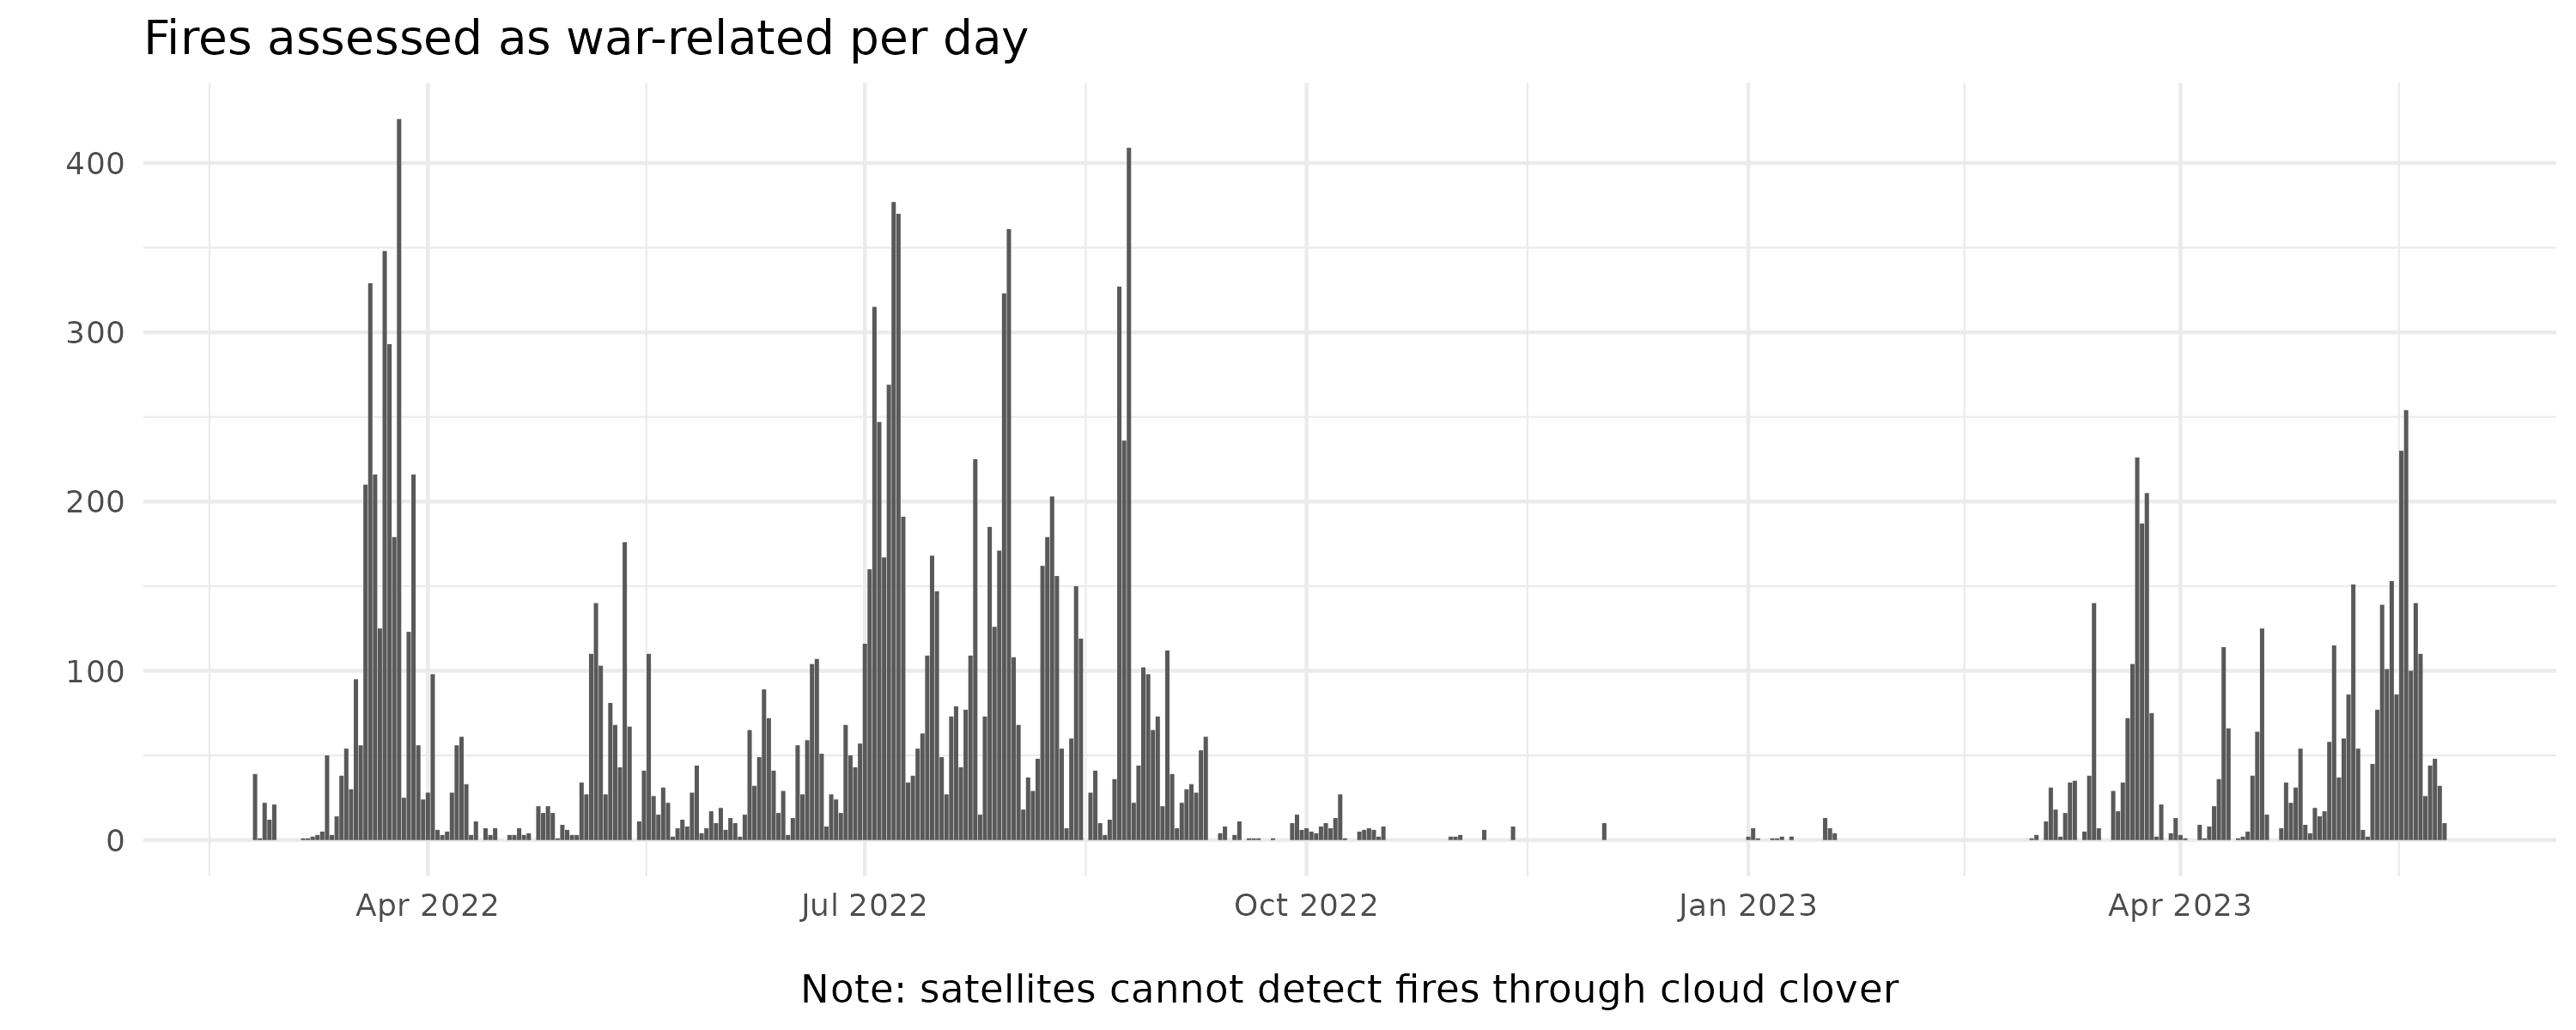 Fires assessed as war-related per day
400
300
200
100
0
Apr 2022
Jul 2022
Oct 2022
Jan 2023
Apr 2023
Note: satellites cannot detect fires through cloud clover